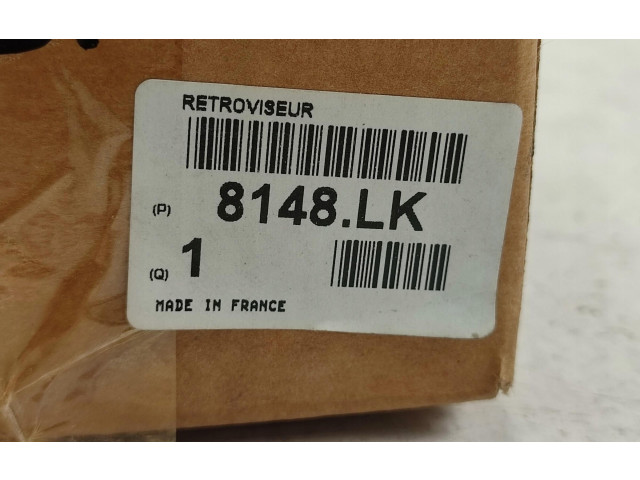 RETROVISEUR
(P) 8148.LK
(Q) 1
MADE IN FRANCE